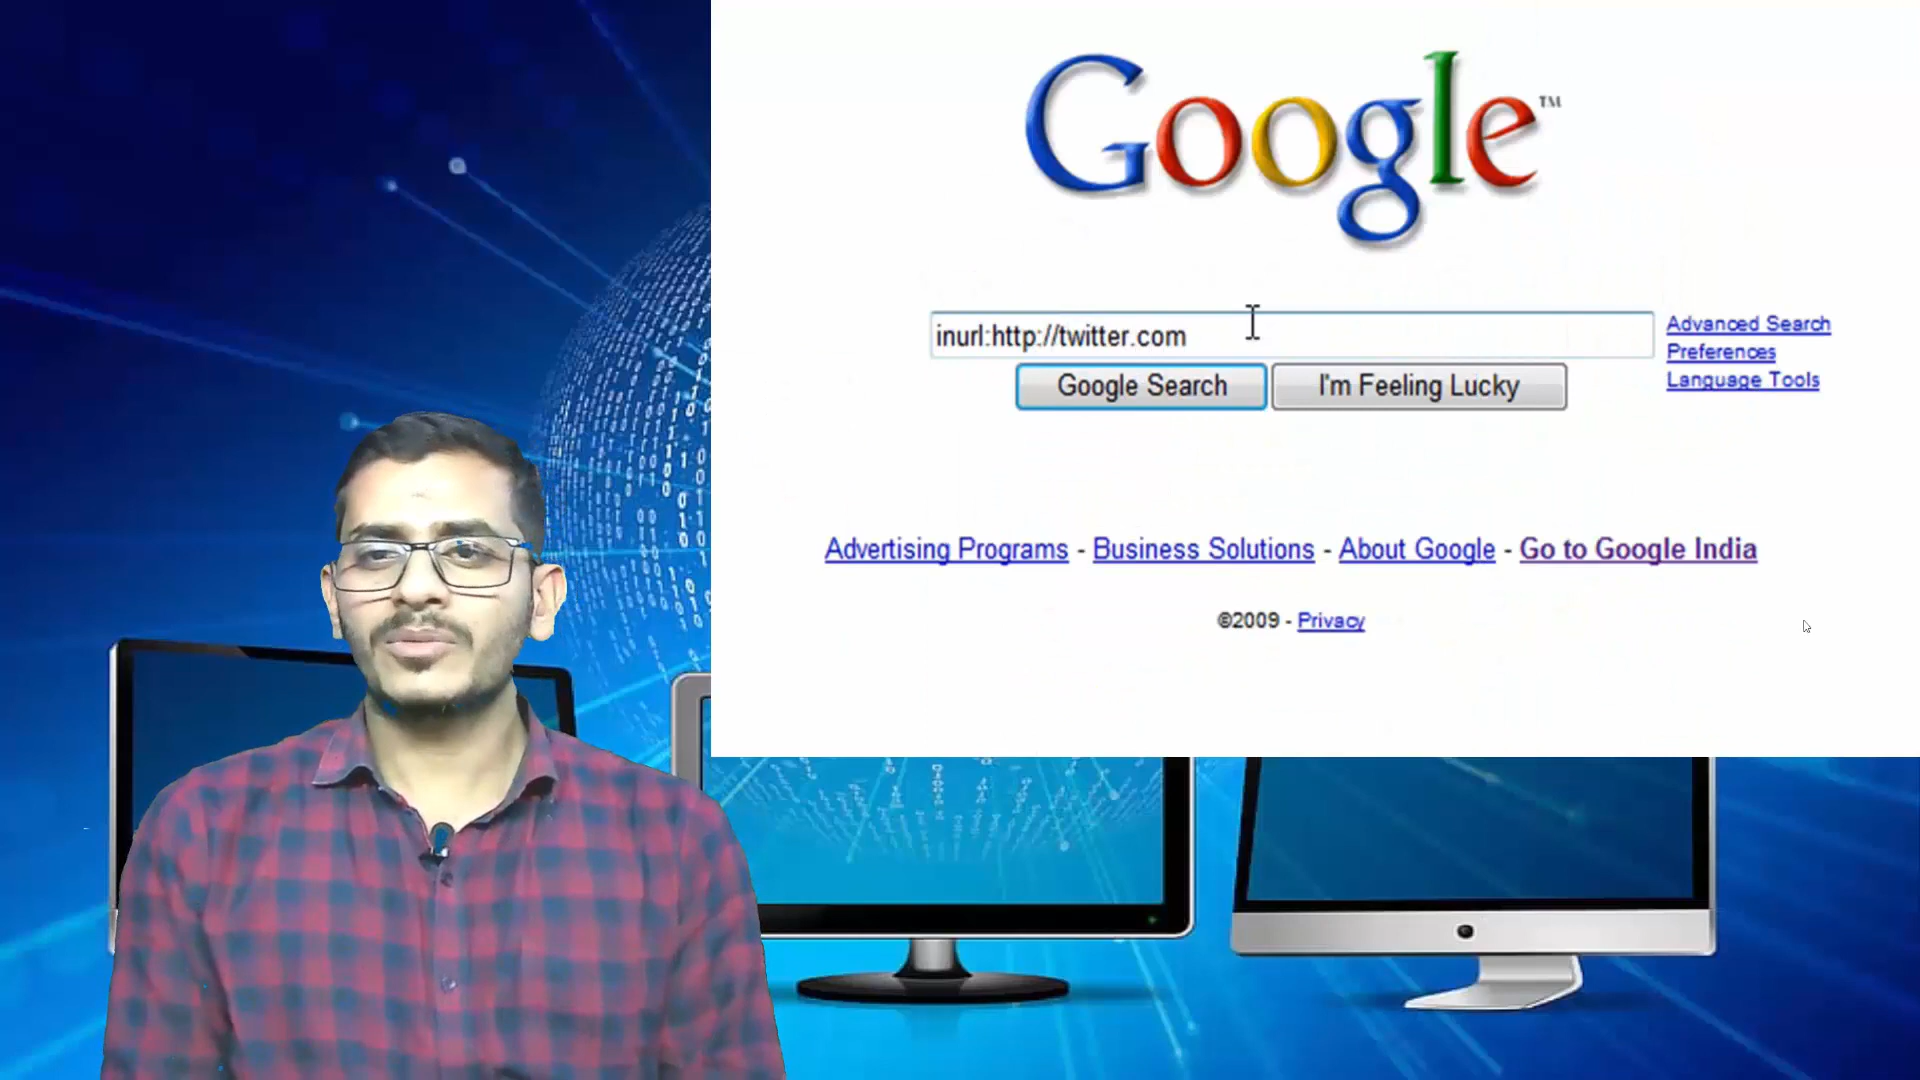 Google™
inurl:http://twitter.com
Advanced Search
Preferences
Language Tools
Google Search
I'm Feeling Lucky
Advertising Programs - Business Solutions - About Google - Go to Google India
©2009 - Privacy